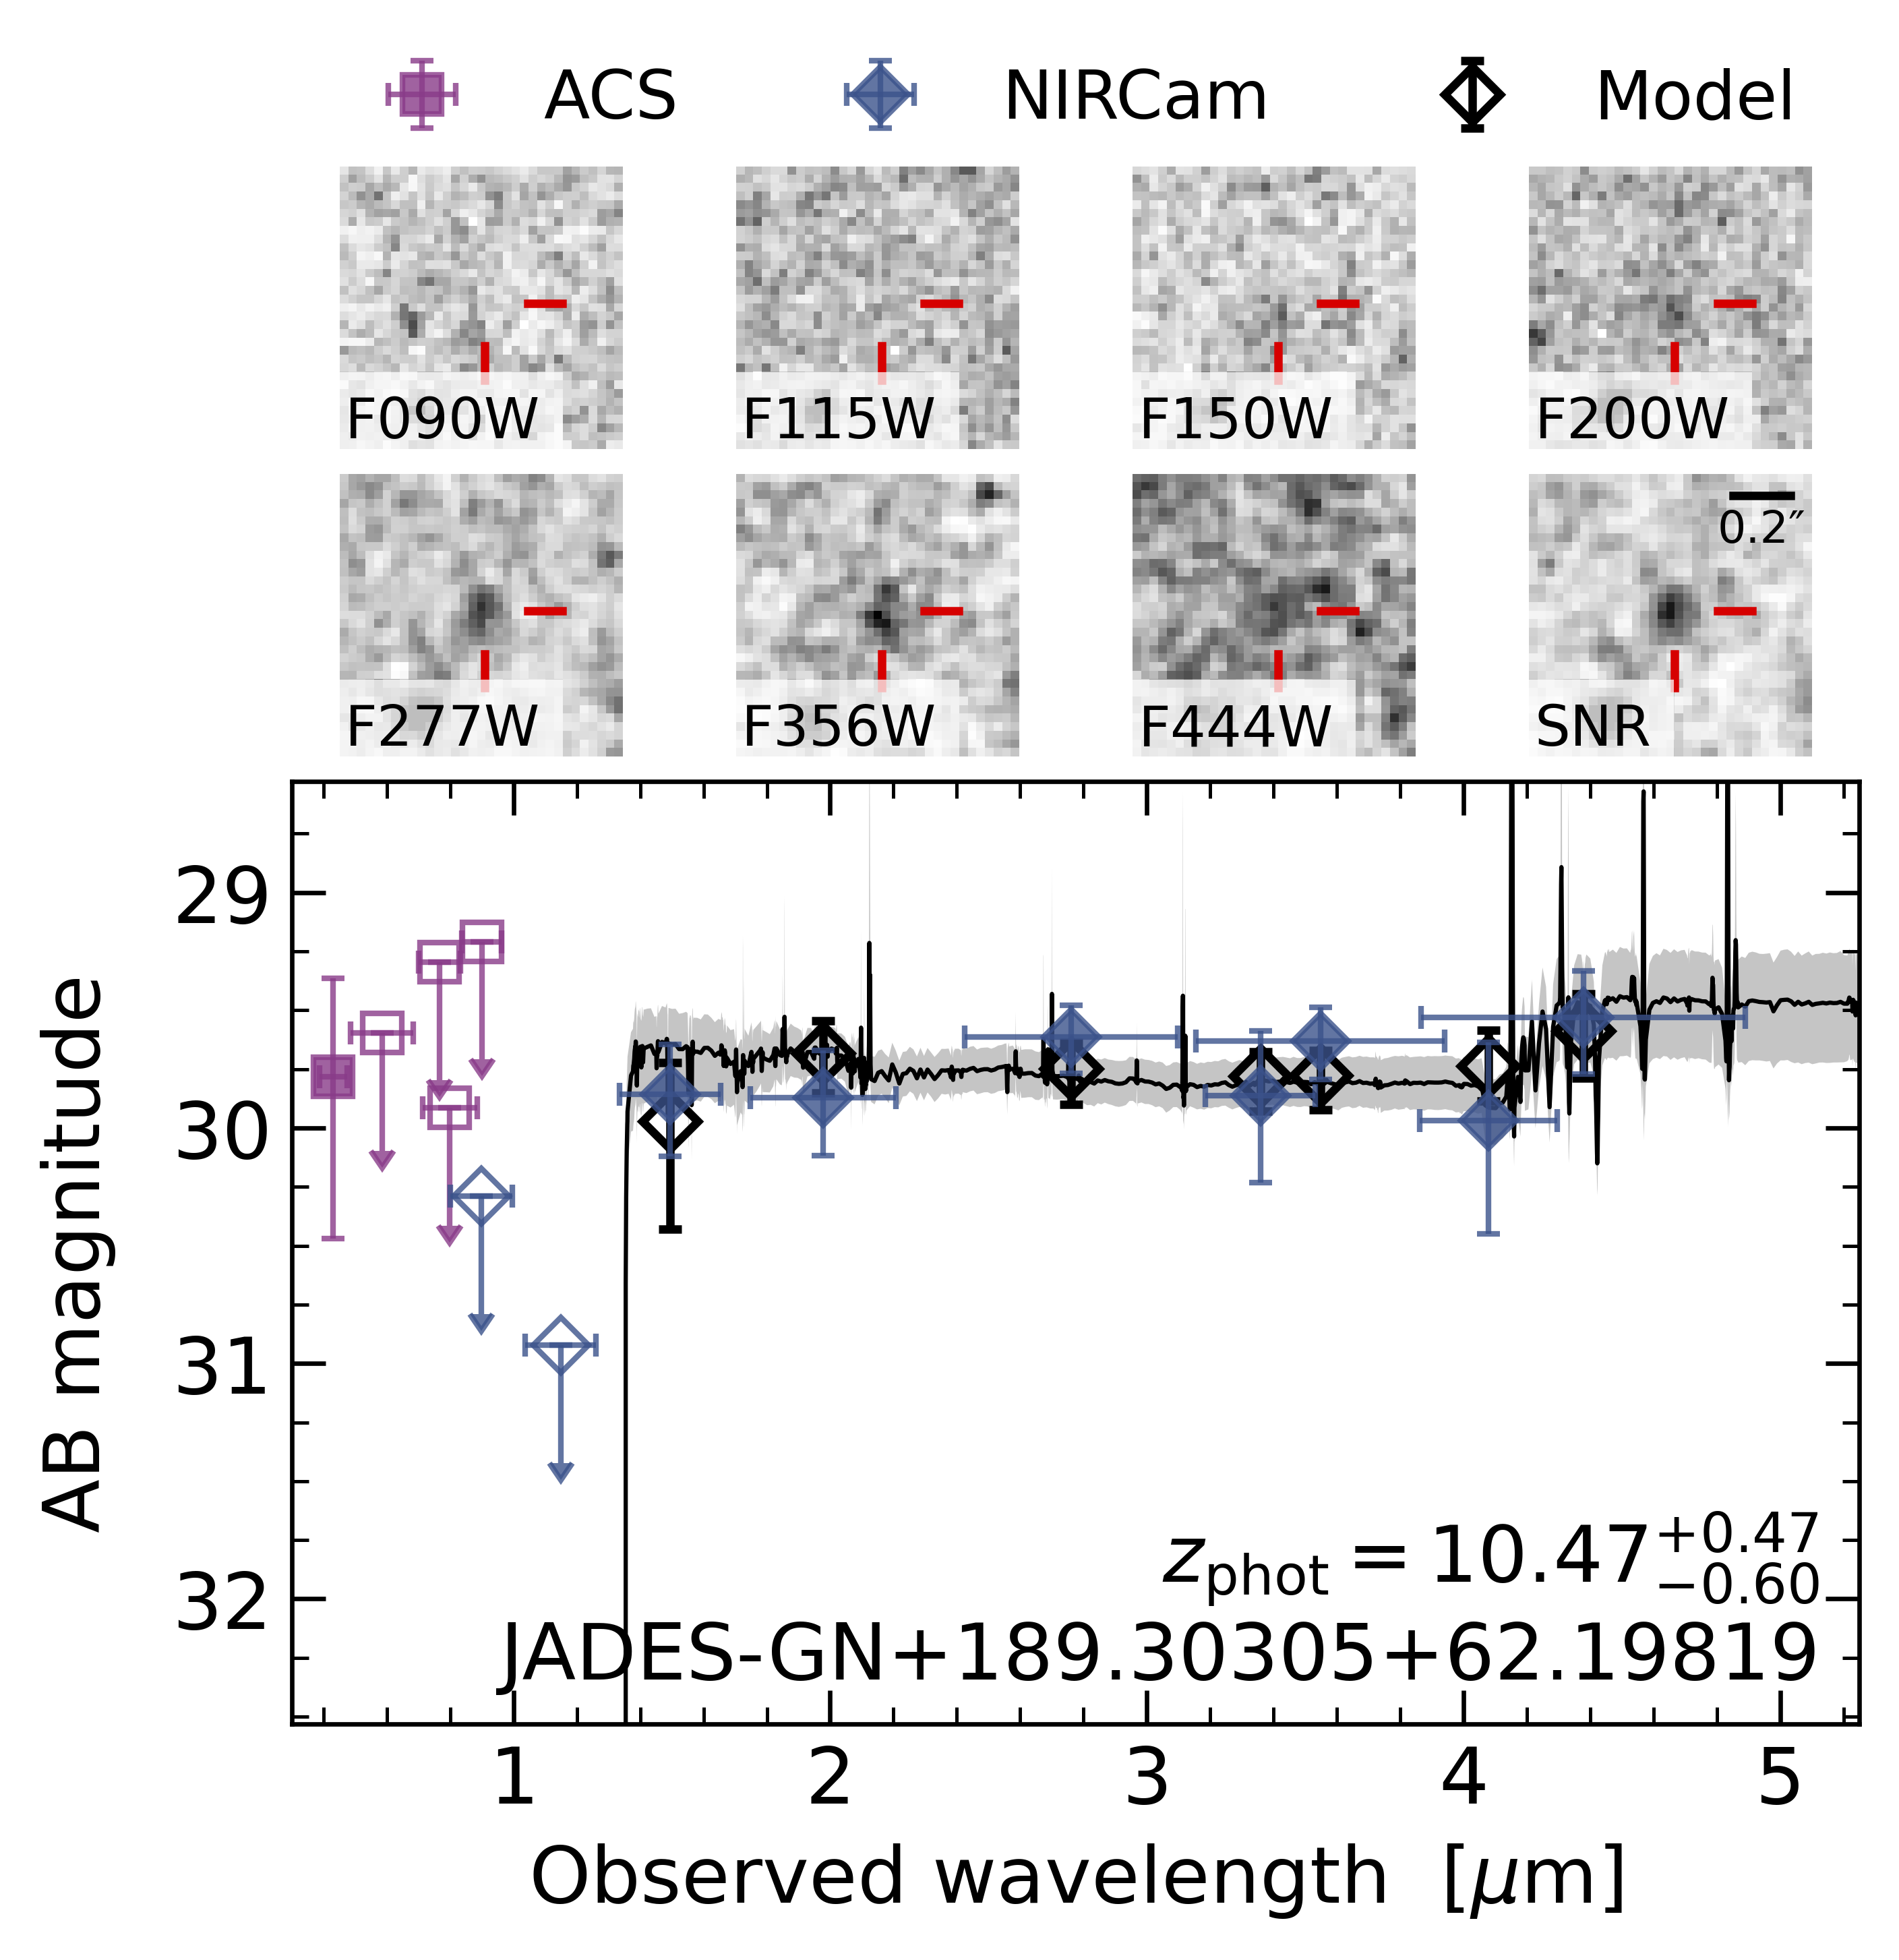 ACS NIRCam Model
F090W F115W F150W F200W
0.2″
F277W F356W F444W SNR
29
30
31
32
AB magnitude
z_phot = 10.47^{+0.47}_{−0.60}
JADES-GN+189.30305+62.19819
1 2 3 4 5
Observed wavelength [μm]